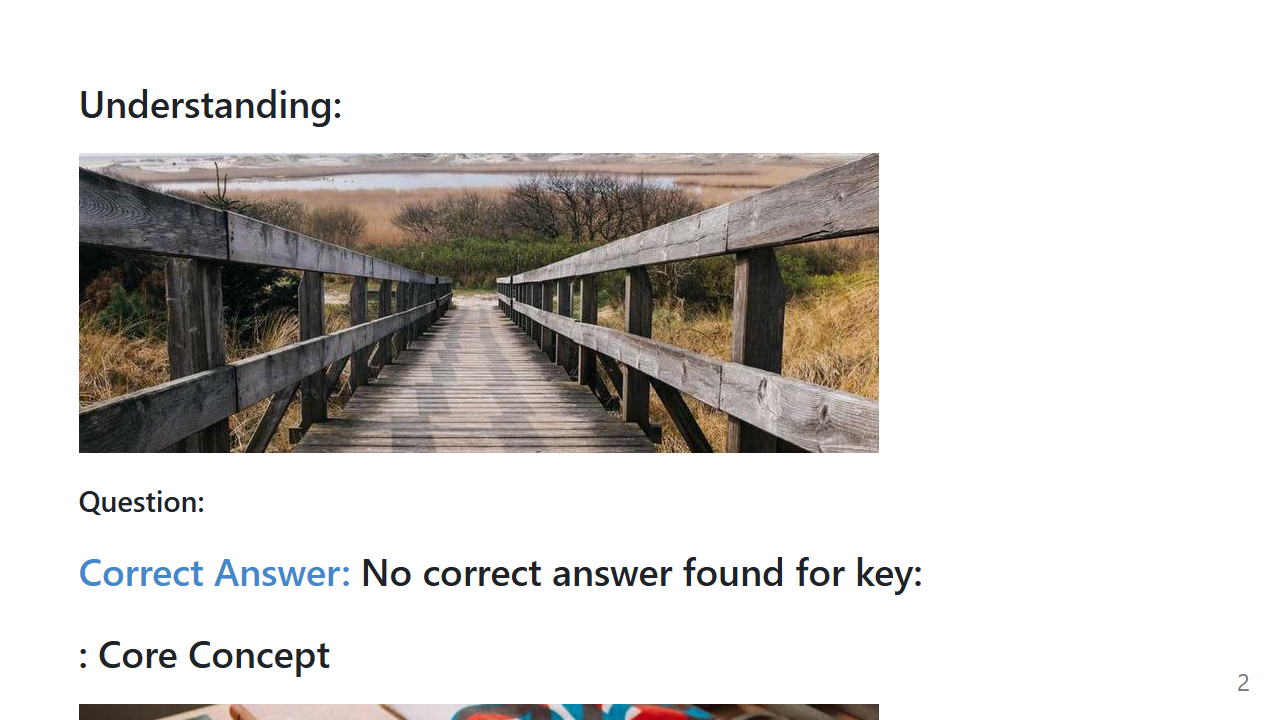 Understanding:
Question:
Correct Answer: No correct answer found for key:
: Core Concept
2